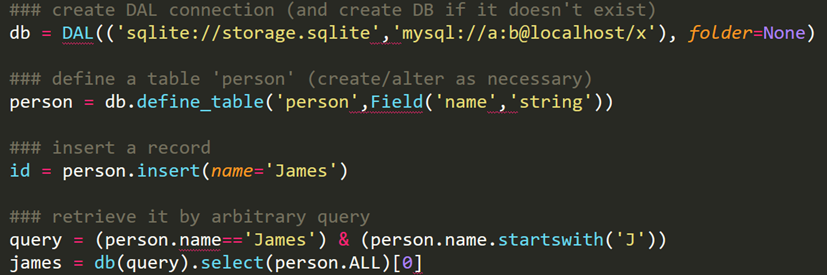 ### create DAL connection (and create DB if it doesn't exist)
db = DAL(('sqlite://storage.sqlite','mysql://a:b@localhost/x'), folder=None)
### define a table 'person' (create/alter as necessary)
person = db.define_table('person',Field('name','string'))
### insert a record
id = person.insert(name='James')
### retrieve it by arbitrary query
query = (person.name=='James') & (person.name.startswith('J'))
james = db(query).select(person.ALL)[0]